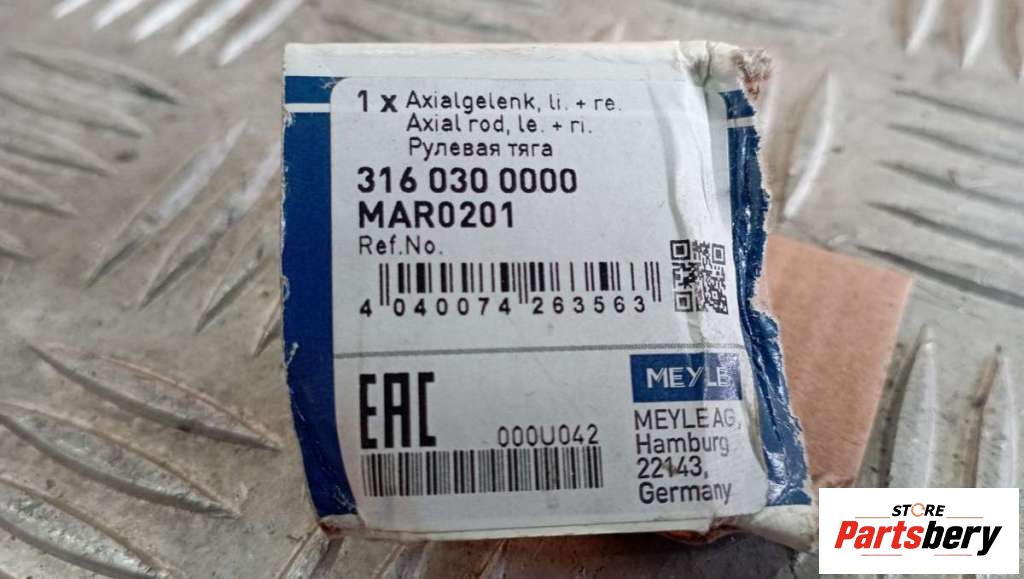 1 x Axialgelenk, li. + re.
Axial rod, le. + ri.
Рулевая тяга
316 030 0000
MAR0201
Ref.No.
4 040074 263563
EAC
000U042
MEYLE
MEYLE AG,
Hamburg
22143,
Germany
STORE
Partsbery